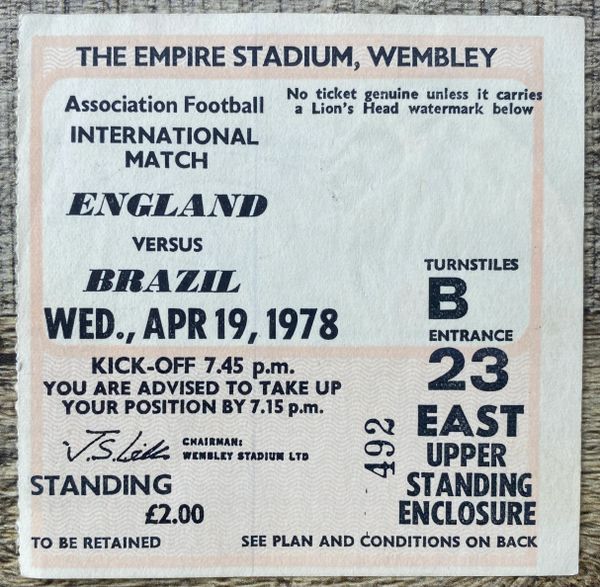 THE EMPIRE STADIUM, WEMBLEY
Association Football
No ticket genuine unless it carries
a Lion's Head watermark below
INTERNATIONAL
MATCH
ENGLAND
VERSUS
BRAZIL
WED., APR 19, 1978
TURNSTILES
B
ENTRANCE
23
KICK-OFF 7.45 p.m.
YOU ARE ADVISED TO TAKE UP
YOUR POSITION BY 7.15 p.m.
EAST
UPPER
STANDING
ENCLOSURE
492
CHAIRMAN:
WEMBLEY STADIUM LTD
STANDING
£2.00
TO BE RETAINED
SEE PLAN AND CONDITIONS ON BACK